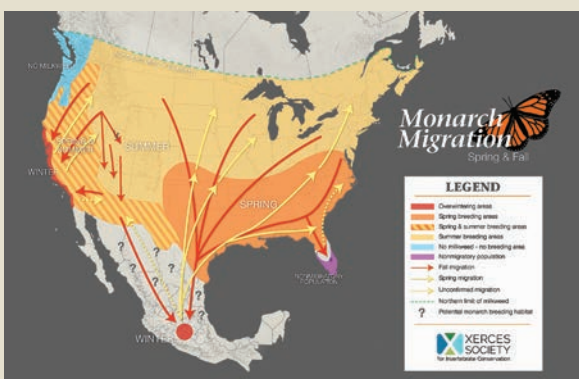 NO MILKWEED
SPRING &
SUMMER
SUMMER
WINTER
SPRING
NONMIGRATORY
POPULATION
WINTER
?
?
?
?
?
?
?
?
Monarch
Migration
Spring & Fall
LEGEND
Overwintering areas
Spring breeding areas
Spring & summer breeding areas
Summer breeding areas
No milkweed - no breeding area
Nonmigratory population
Fall migration
Spring migration
Unconfirmed migration
Northern limit of milkweed
? Potential monarch breeding habitat
XERCES
SOCIETY
for Invertebrate Conservation